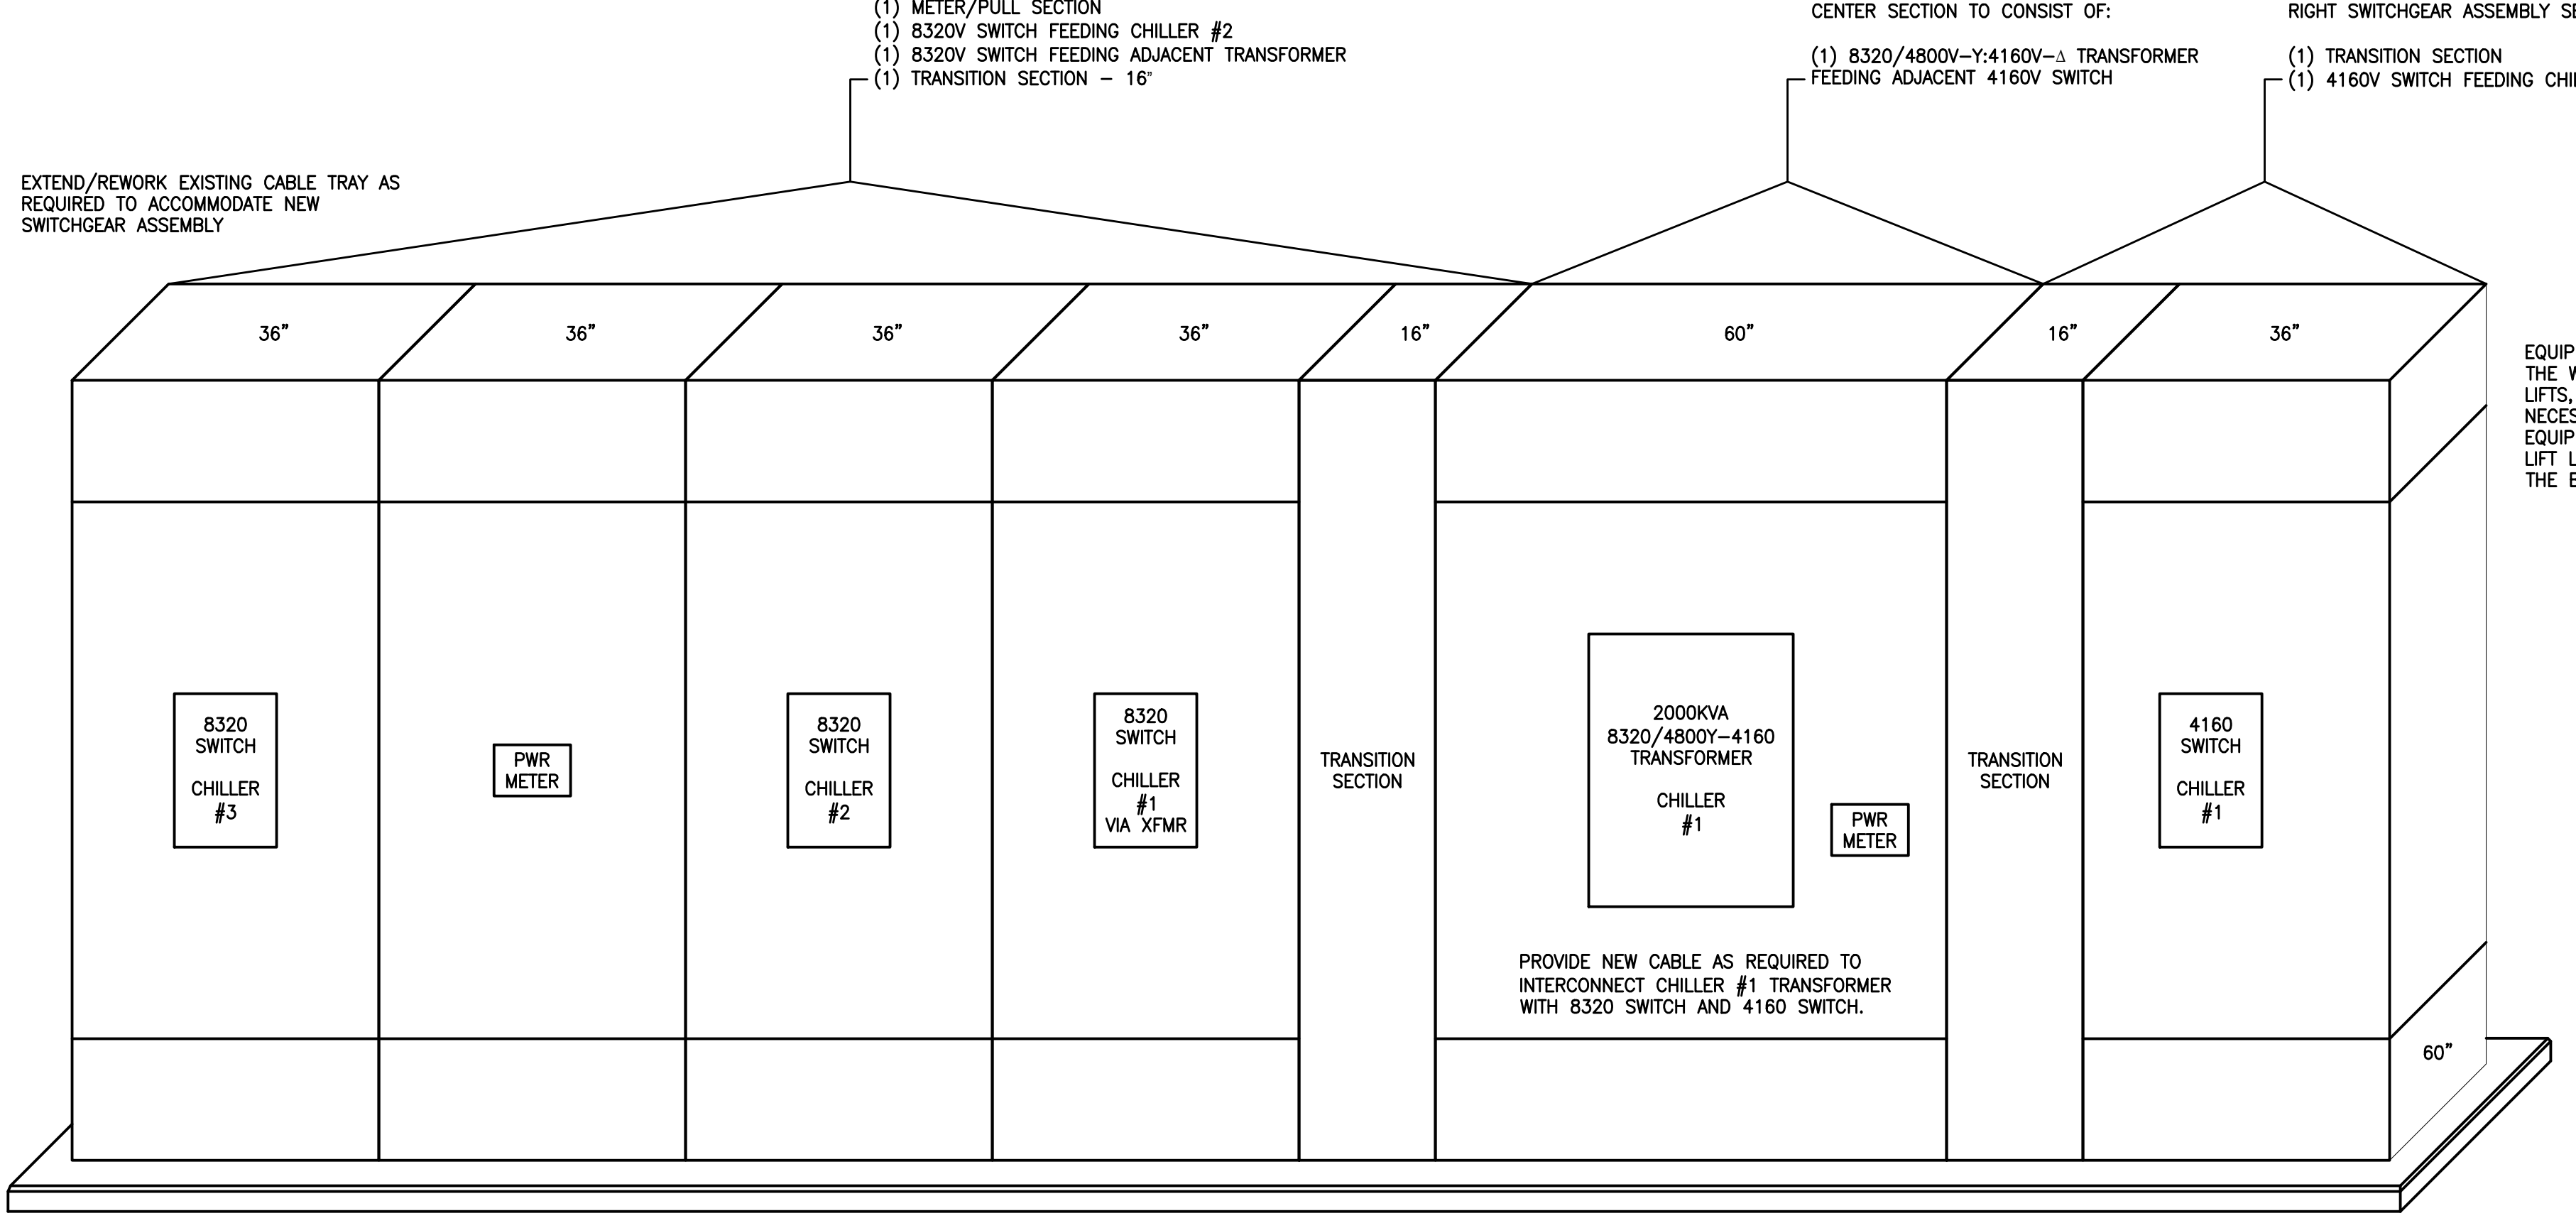 (1) METER/PULL SECTION
(1) 8320V SWITCH FEEDING CHILLER #2
(1) 8320V SWITCH FEEDING ADJACENT TRANSFORMER
(1) TRANSITION SECTION – 16"
CENTER SECTION TO CONSIST OF:
(1) 8320/4800V–Y:4160V–Δ TRANSFORMER
FEEDING ADJACENT 4160V SWITCH
RIGHT SWITCHGEAR ASSEMBLY
(1) TRANSITION SECTION
(1) 4160V SWITCH FEEDING
EXTEND/REWORK EXISTING CABLE TRAY AS
REQUIRED TO ACCOMMODATE NEW
SWITCHGEAR ASSEMBLY
36"
36"
36"
36"
16"
60"
16"
36"
THE
LIFTS,
LIFT
THE
8320
SWITCH
CHILLER
#3
PWR
METER
8320
SWITCH
CHILLER
#2
8320
SWITCH
CHILLER
#1
VIA XFMR
TRANSITION
SECTION
2000KVA
8320/4800Y–4160
TRANSFORMER
CHILLER
#1
PWR
METER
TRANSITION
SECTION
4160
SWITCH
CHILLER
#1
PROVIDE NEW CABLE AS REQUIRED TO
INTERCONNECT CHILLER #1 TRANSFORMER
WITH 8320 SWITCH AND 4160 SWITCH.
60"